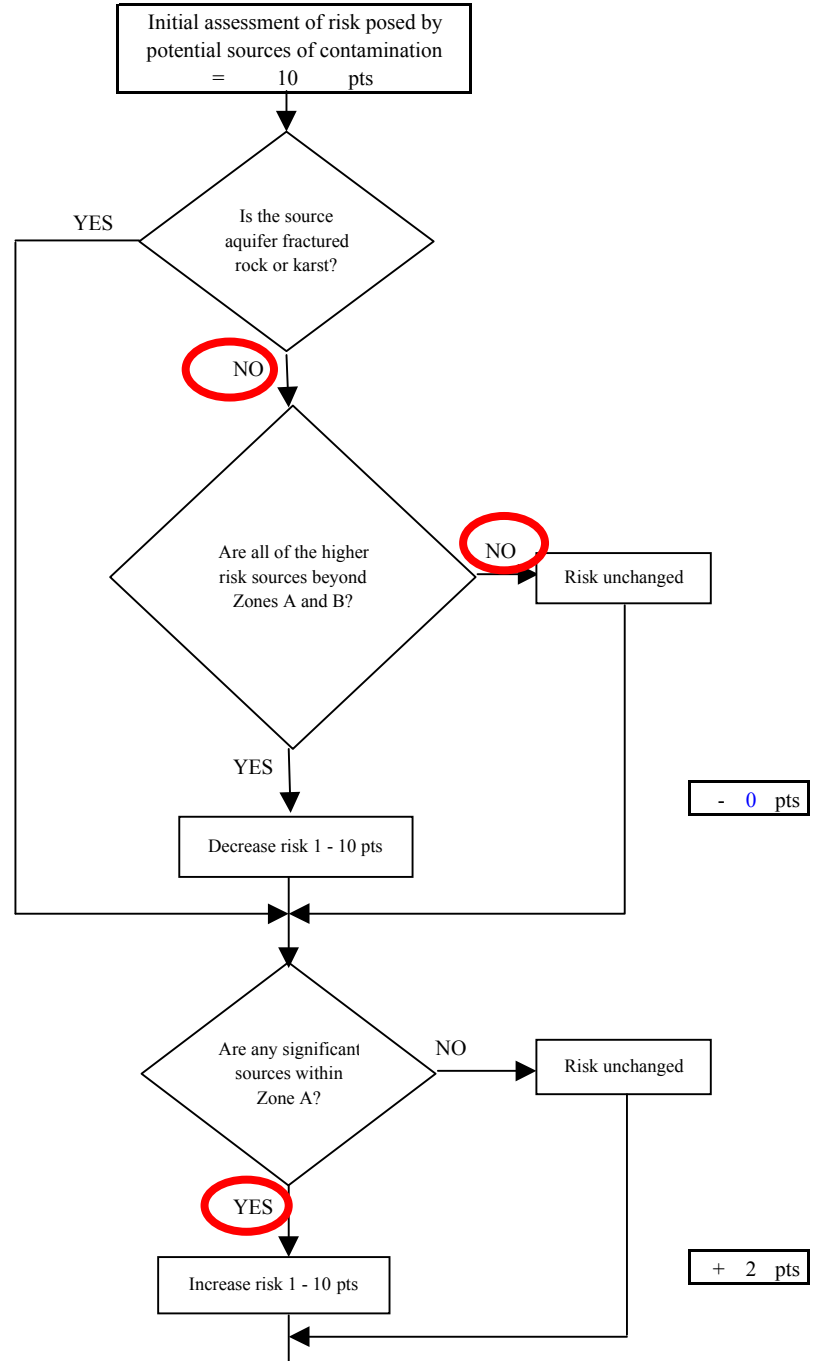 Initial assessment of risk posed by
potential sources of contamination
= 10 pts
YES
Is the source
aquifer fractured
rock or karst?
NO
Are all of the higher
risk sources beyond
Zones A and B?
NO
Risk unchanged
YES
- 0 pts
Decrease risk 1 - 10 pts
Are any significant
sources within
Zone A?
NO
Risk unchanged
YES
+ 2 pts
Increase risk 1 - 10 pts